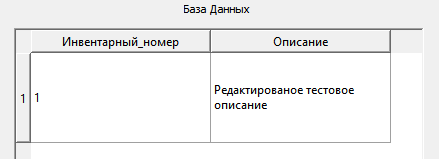 База Данных
Инвентарный_номер Описание
1 1 Редактированое тестовое
описание